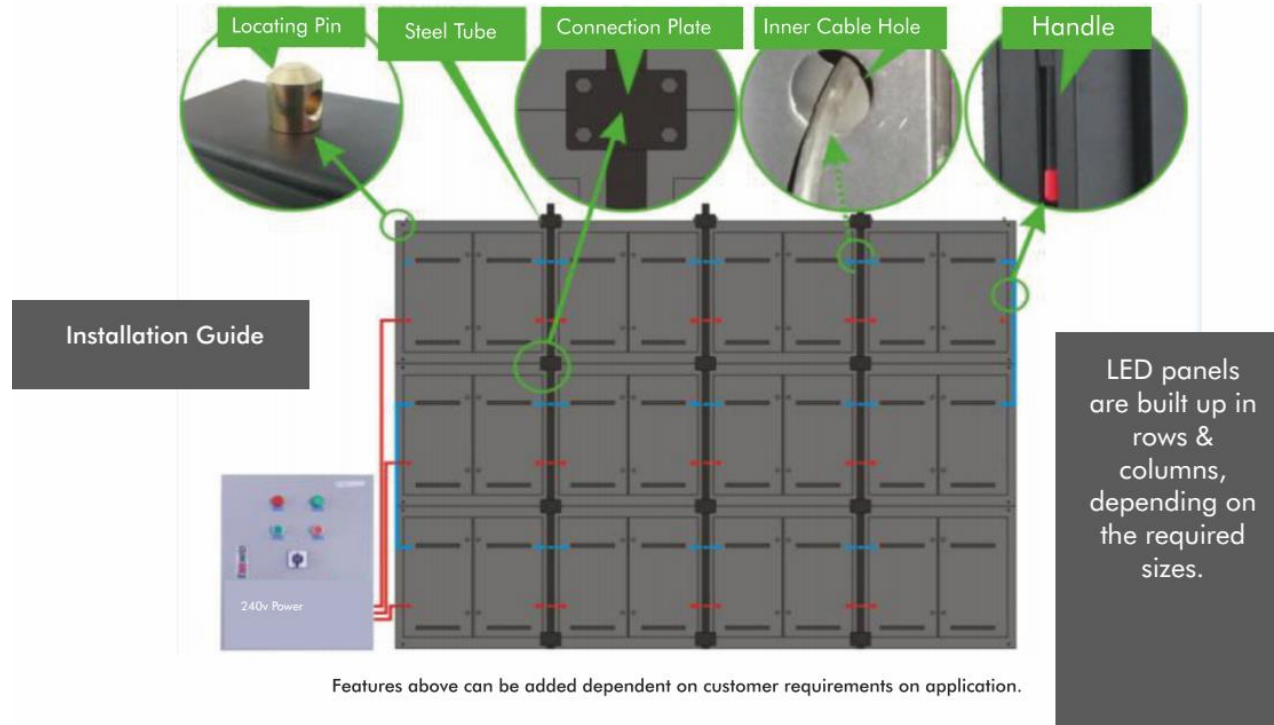 Locating Pin
Steel Tube
Connection Plate
Inner Cable Hole
Handle
Installation Guide
LED panels
are built up in
rows &
columns,
depending on
the required
sizes.
240v Power
Features above can be added dependent on customer requirements on application.